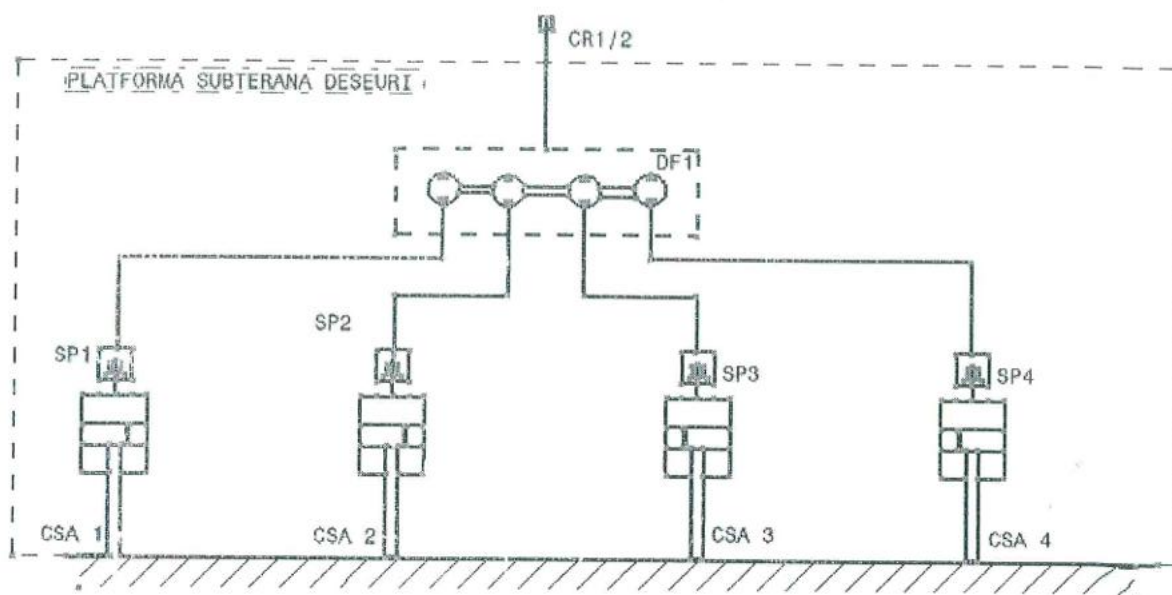 CR1/2
PLATFORMA SUBTERANA DESEURI
DF1
SP1
SP2
SP3
SP4
CSA 1
CSA 2
CSA 3
CSA 4